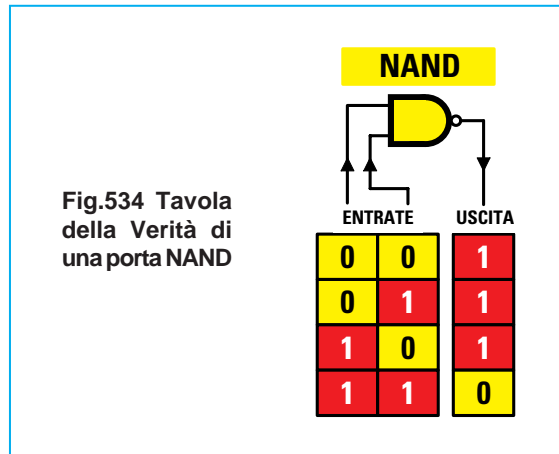 NAND
Fig.534 Tavola
della Verità di
una porta NAND
ENTRATE USCITA
0 0 1
0 1 1
1 0 1
1 1 0